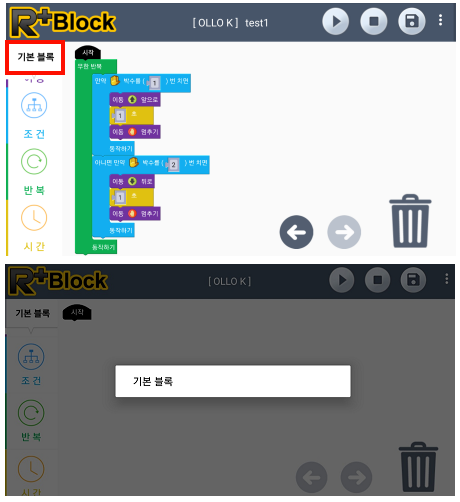 R+Block
[ OLLO K ] test1
기본 블록
시작
무한 반복
만약 박수를 ( 1 ) 번 치면
이동 앞으로
1 초
이동 멈추기
동작하기
아니면 만약 박수를 ( 2 ) 번 치면
이동 뒤로
1 초
이동 멈추기
동작하기
동작하기
조건
반복
시간
R+Block
[ OLLO K ]
기본 블록
시작
조건
기본 블록
반복
시간